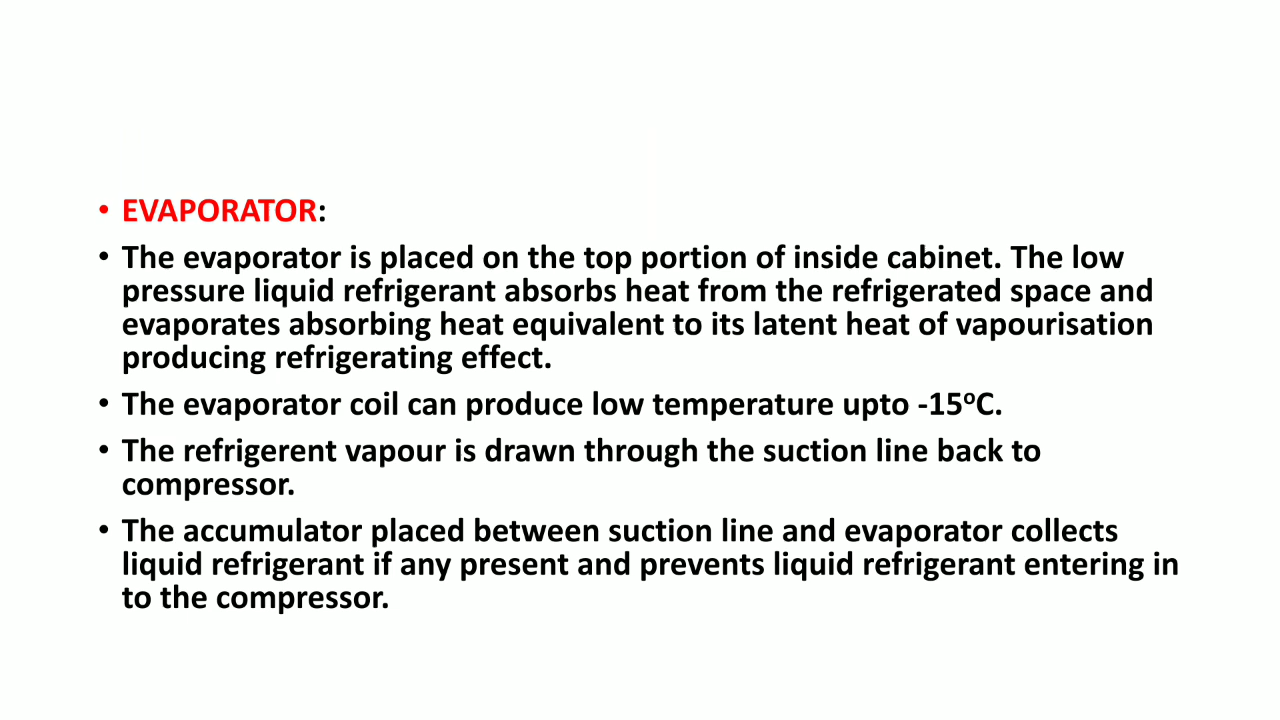 • EVAPORATOR:
• The evaporator is placed on the top portion of inside cabinet. The low
pressure liquid refrigerant absorbs heat from the refrigerated space and
evaporates absorbing heat equivalent to its latent heat of vapourisation
producing refrigerating effect.
• The evaporator coil can produce low temperature upto -15ºC.
• The refrigerent vapour is drawn through the suction line back to
compressor.
• The accumulator placed between suction line and evaporator collects
liquid refrigerant if any present and prevents liquid refrigerant entering in
to the compressor.